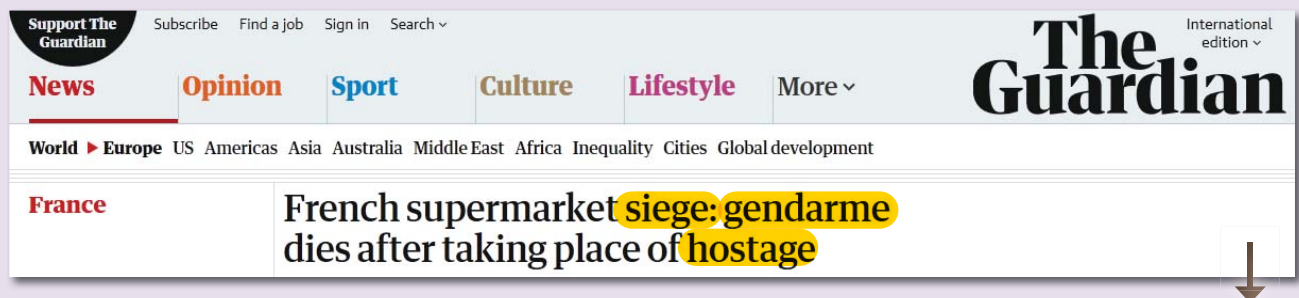 Support The
Guardian
Subscribe Find a job Sign in Search
The
Guardian
International
edition
News Opinion Sport Culture Lifestyle More
World Europe US Americas Asia Australia Middle East Africa Inequality Cities Global development
France
French supermarket siege: gendarme
dies after taking place of hostage